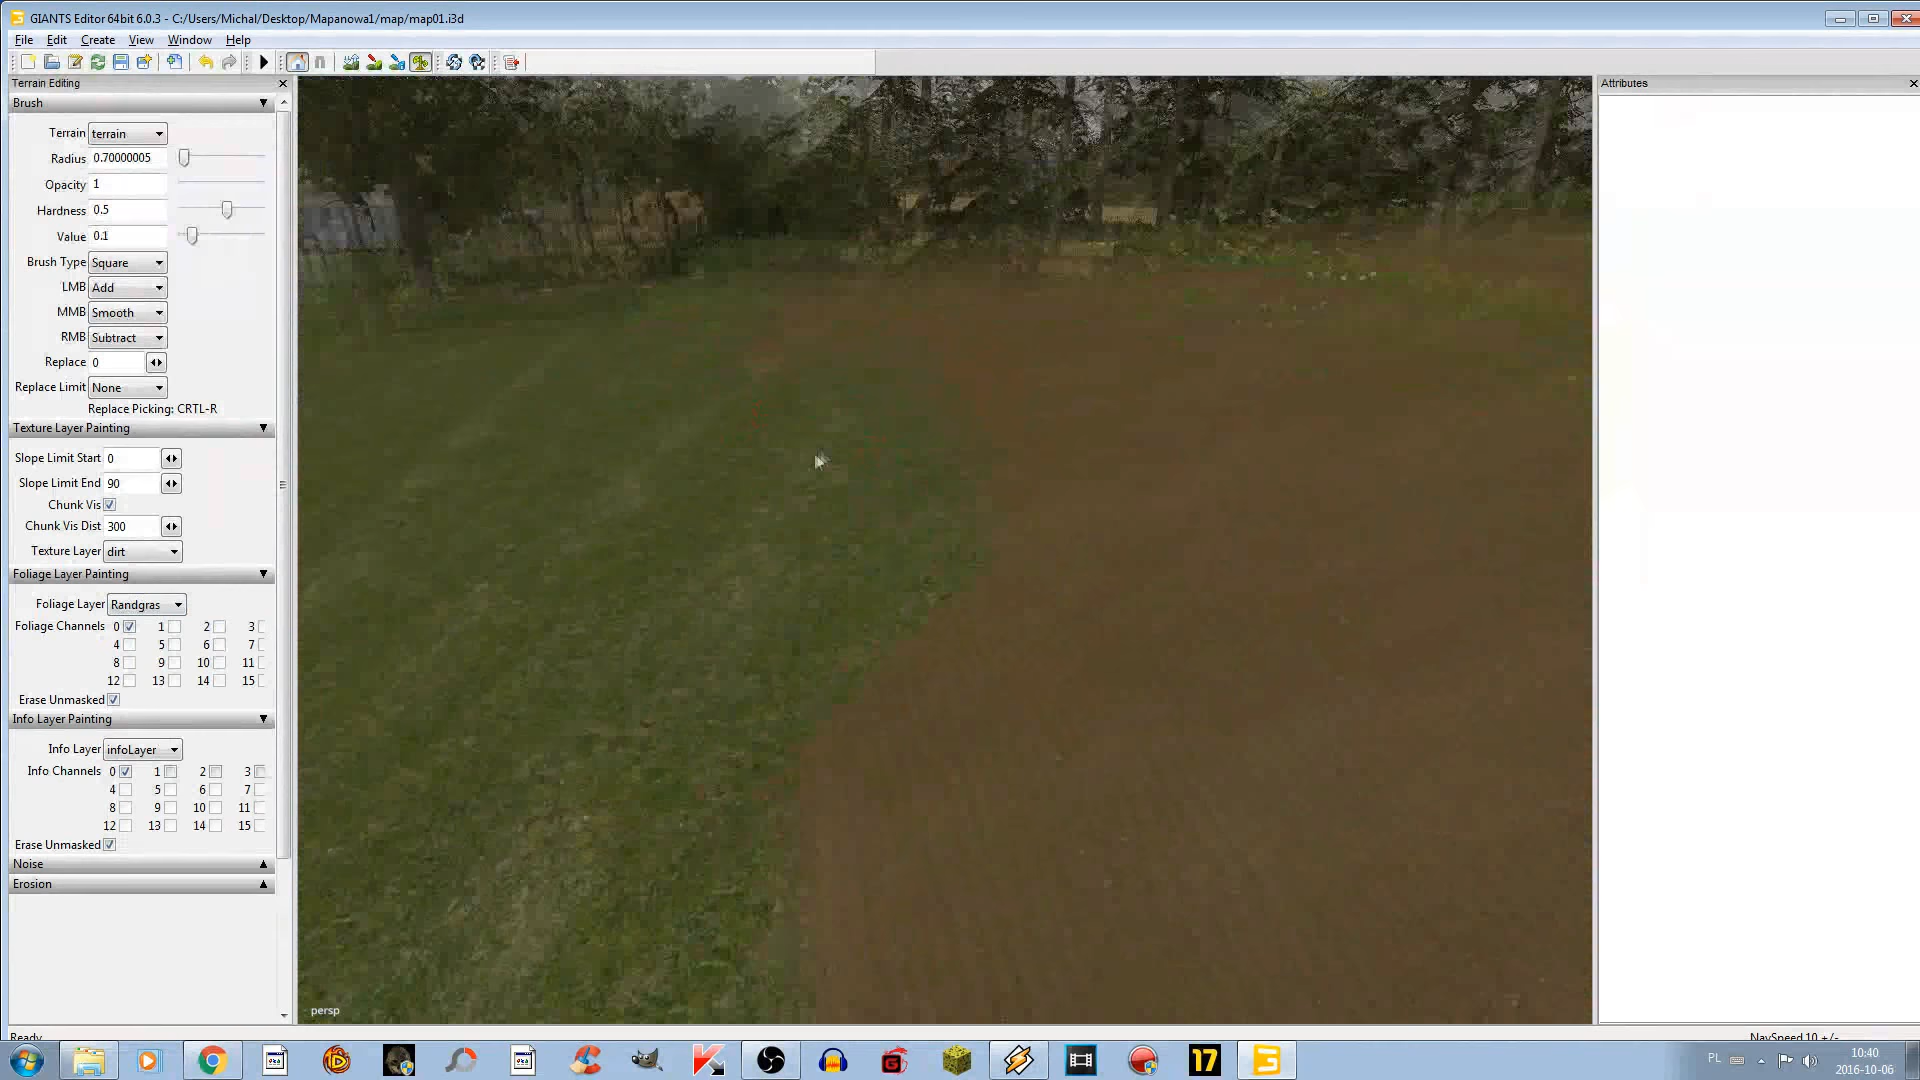 GIANTS Editor 64bit 6.0.3 - C:/Users/Michal/Desktop/Mapanowa1/map/map01.i3d
File Edit Create View Window Help
Terrain Editing
Attributes
Brush
Terrain terrain
Radius 0.70000005
Opacity 1
Hardness 0.5
Value 0.1
Brush Type Square
LMB Add
MMB Smooth
RMB Subtract
Replace 0
Replace Limit None
Replace Picking: CRTL-R
Texture Layer Painting
Slope Limit Start 0
Slope Limit End 90
Chunk Vis
Chunk Vis Dist 300
Texture Layer dirt
Foliage Layer Painting
Foliage Layer Randgras
Foliage Channels 0 1 2 3
4 5 6 7
8 9 10 11
12 13 14 15
Erase Unmasked
Info Layer Painting
Info Layer infoLayer
Info Channels 0 1 2 3
4 5 6 7
8 9 10 11
12 13 14 15
Erase Unmasked
Noise
Erosion
persp
Ready
NavSpeed 10 +/-
17
PL
10:40
2016-10-06